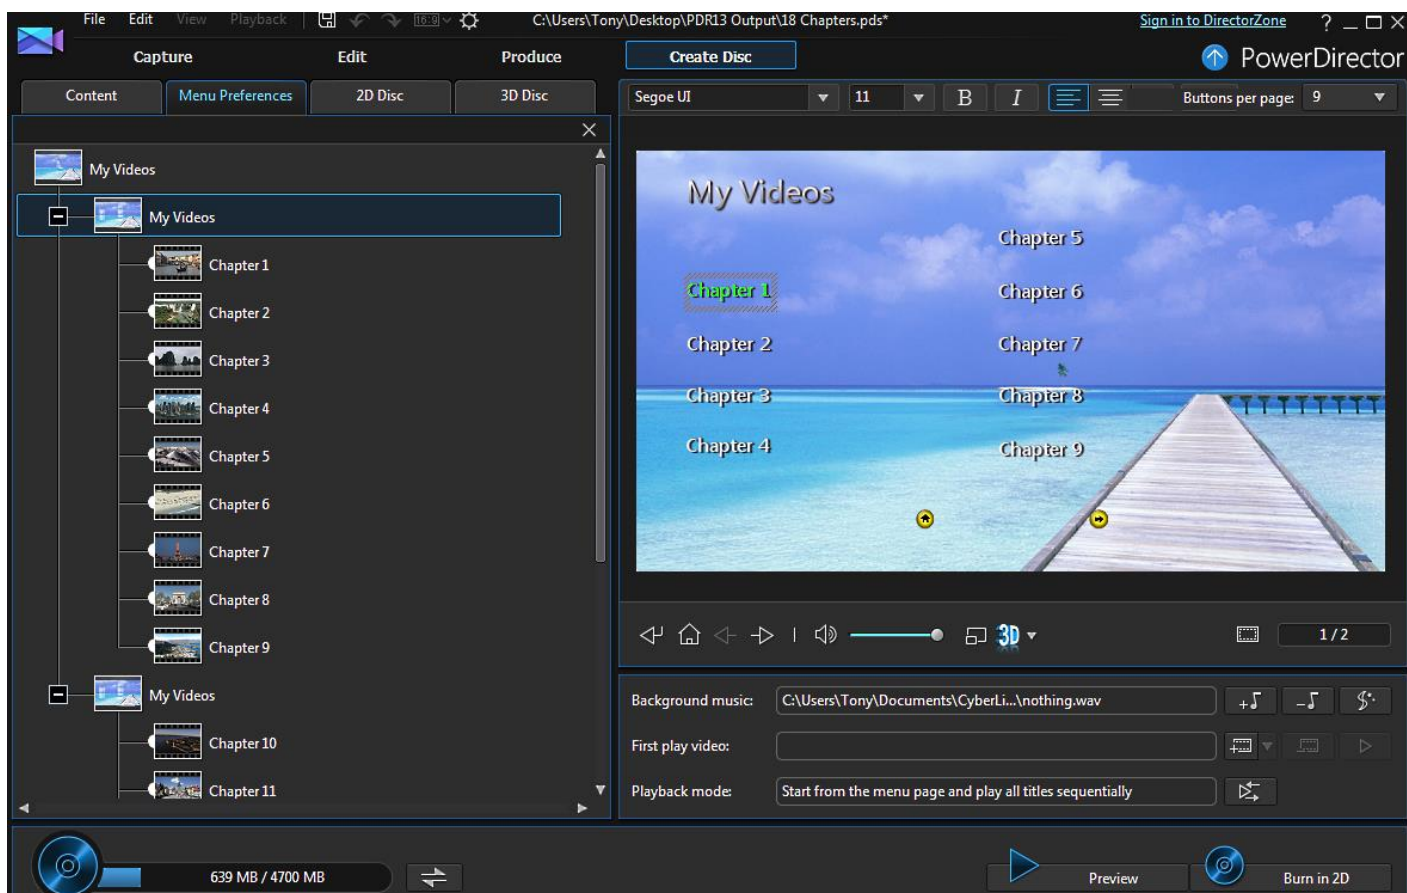 File Edit View Playback 16:9 C:\Users\Tony\Desktop\PDR13 Output\18 Chapters.pds* Sign in to DirectorZone ?
Capture Edit Produce Create Disc PowerDirector
Content Menu Preferences 2D Disc 3D Disc
Segoe UI 11 B I Buttons per page: 9
My Videos
My Videos
Chapter 1
Chapter 2
Chapter 3
Chapter 4
Chapter 5
Chapter 6
Chapter 7
Chapter 8
Chapter 9
My Videos
Chapter 10
Chapter 11
My Videos
Chapter 1
Chapter 2
Chapter 3
Chapter 4
Chapter 5
Chapter 6
Chapter 7
Chapter 8
Chapter 9
3D 1 / 2
Background music: C:\Users\Tony\Documents\CyberLi...\nothing.wav
First play video:
Playback mode: Start from the menu page and play all titles sequentially
639 MB / 4700 MB Preview Burn in 2D